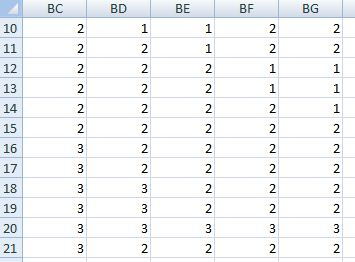 BC BD BE BF BG
10 2 1 1 2 2
11 2 2 1 2 2
12 2 2 2 1 1
13 2 2 2 1 1
14 2 2 2 2 1
15 2 2 2 2 2
16 3 2 2 2 2
17 3 2 2 2 2
18 3 3 2 2 2
19 3 3 2 2 2
20 3 3 3 3 3
21 3 2 2 2 2